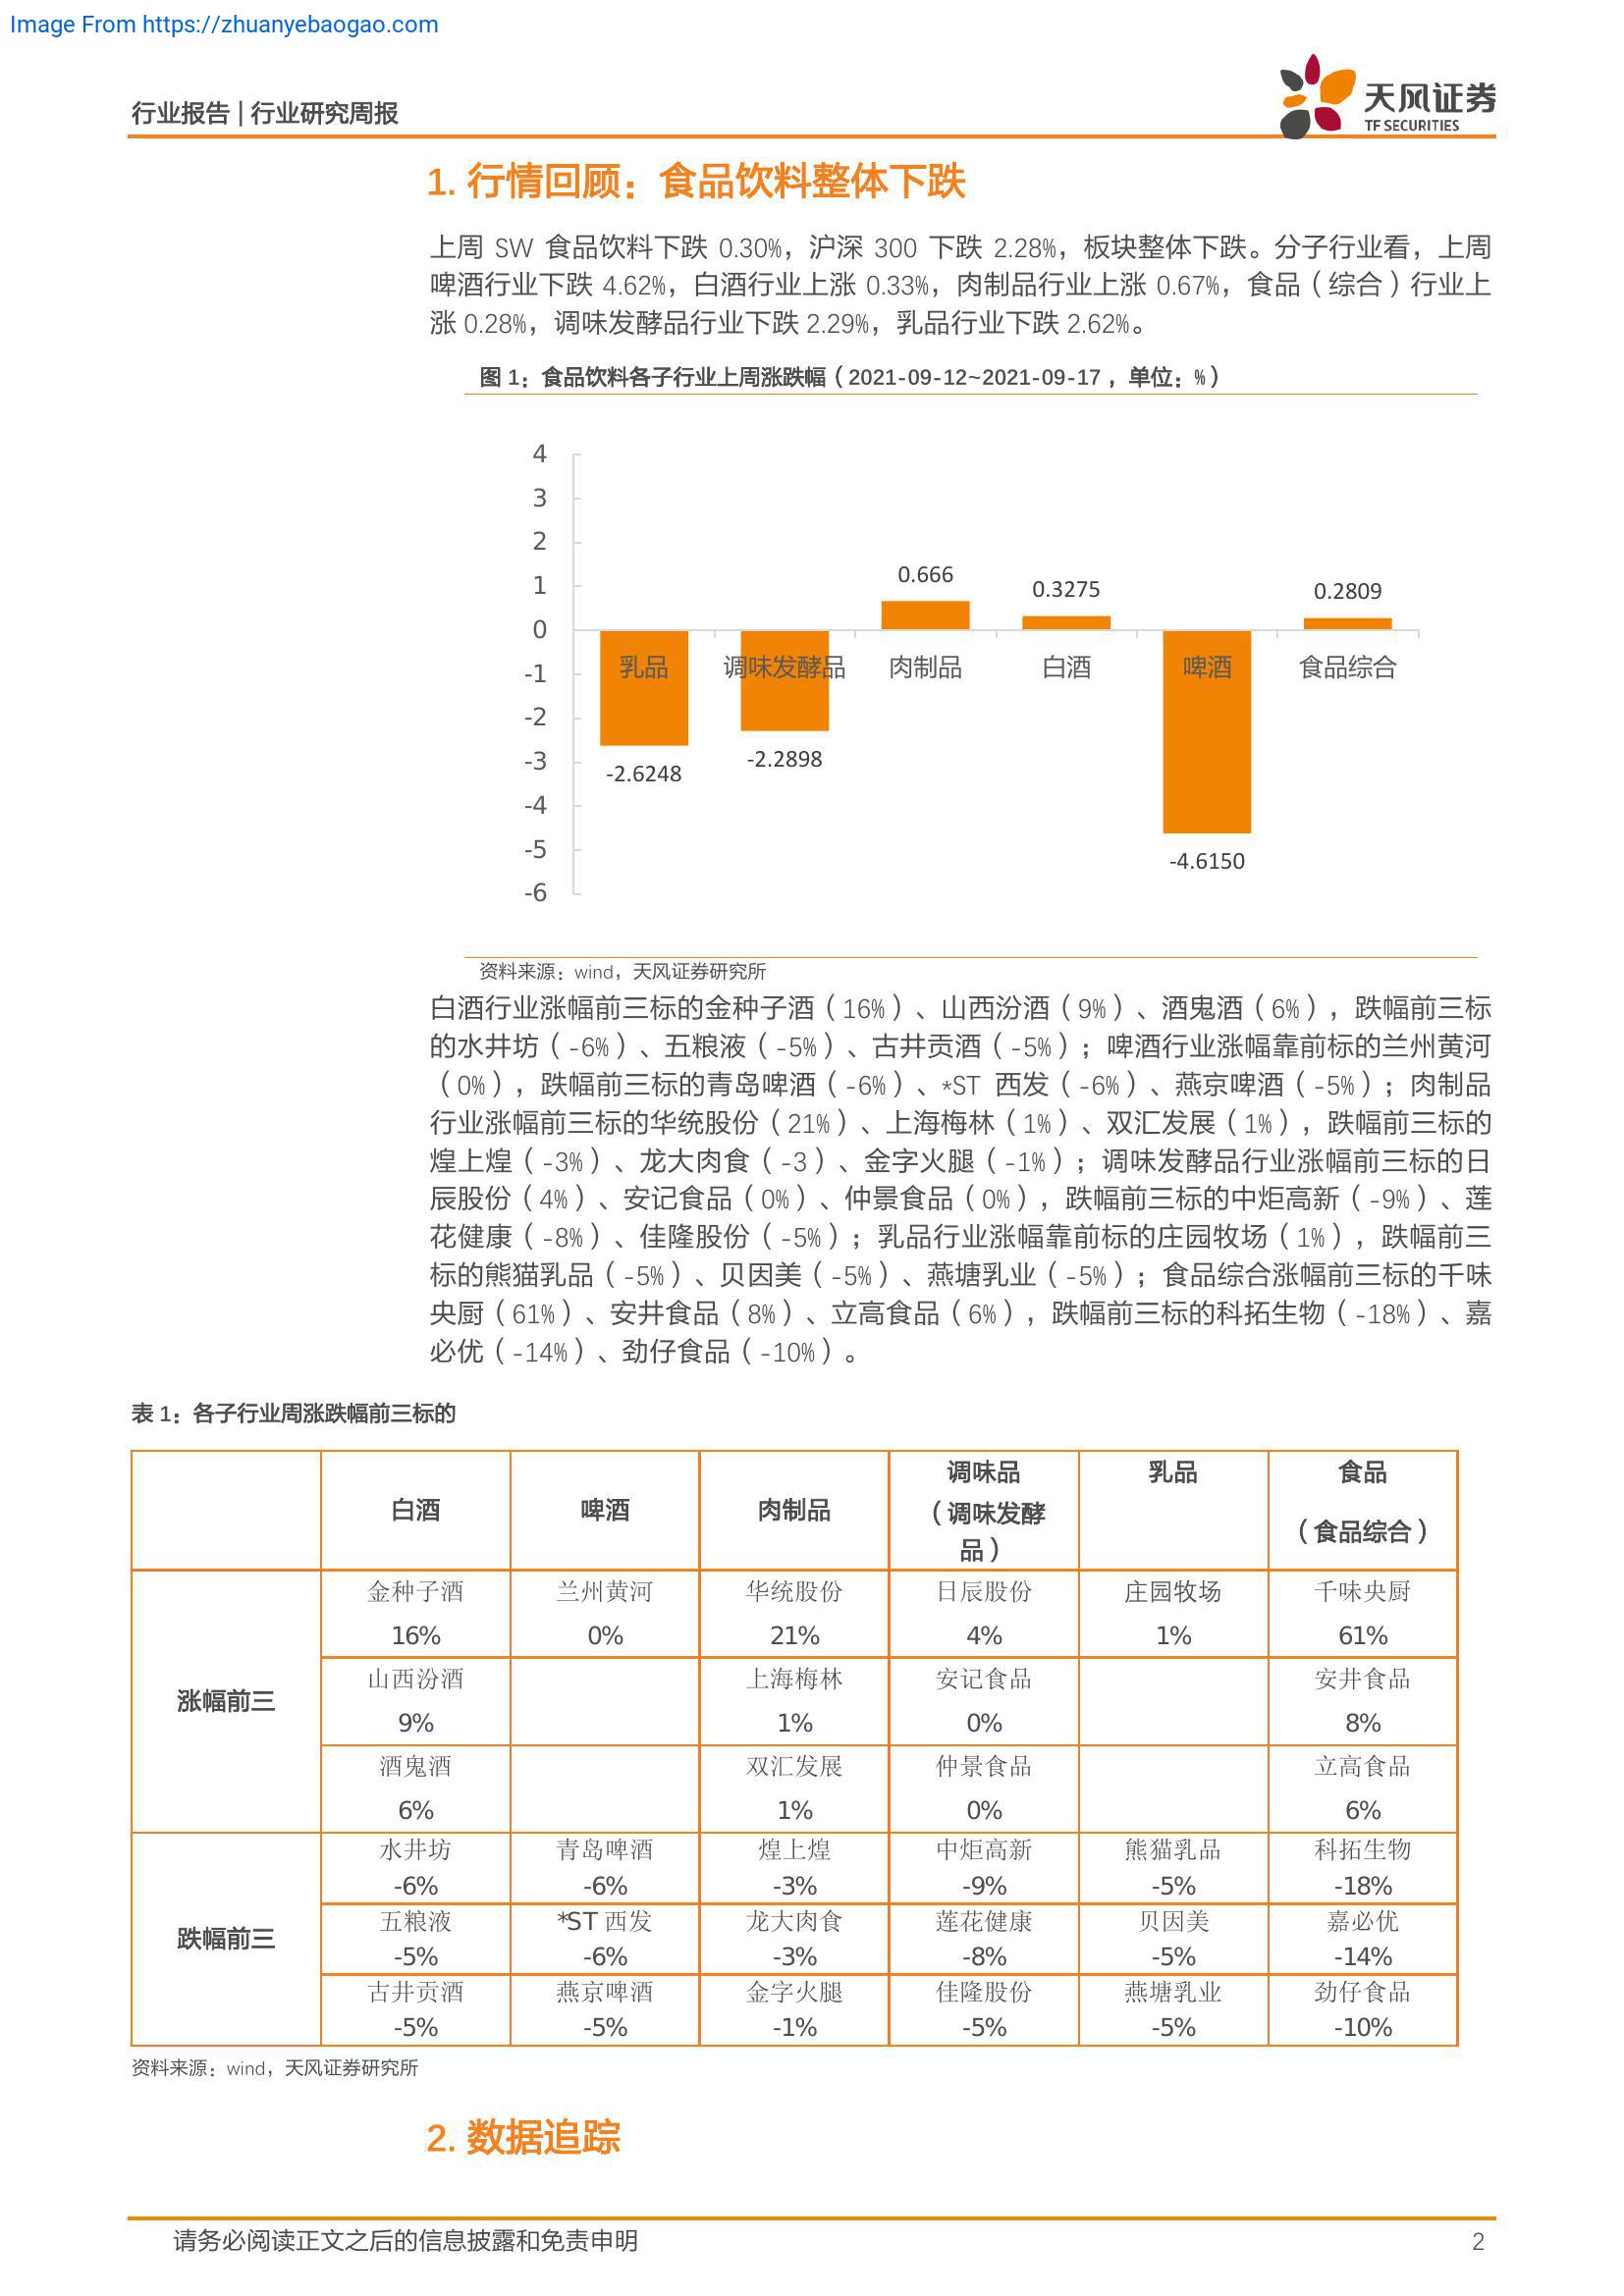 Image From https://zhuanyebaogao.com
行业报告 | 行业研究周报
天风证券
TF SECURITIES
1. 行情回顾：食品饮料整体下跌
上周 SW 食品饮料下跌 0.30%，沪深 300 下跌 2.28%，板块整体下跌。分子行业看，上周
啤酒行业下跌 4.62%，白酒行业上涨 0.33%，肉制品行业上涨 0.67%，食品（综合）行业上
涨 0.28%，调味发酵品行业下跌 2.29%，乳品行业下跌 2.62%。
图 1：食品饮料各子行业上周涨跌幅（2021-09-12~2021-09-17 ，单位：%）
4
3
2
1
0
-1
-2
-3
-4
-5
-6
0.666
0.3275
0.2809
乳品
调味发酵品
肉制品
白酒
啤酒
食品综合
-2.6248
-2.2898
-4.6150
资料来源：wind，天风证券研究所
白酒行业涨幅前三标的金种子酒（16%）、山西汾酒（9%）、酒鬼酒（6%），跌幅前三标
的水井坊（-6%）、五粮液（-5%）、古井贡酒（-5%）；啤酒行业涨幅靠前标的兰州黄河
（0%），跌幅前三标的青岛啤酒（-6%）、*ST 西发（-6%）、燕京啤酒（-5%）；肉制品
行业涨幅前三标的华统股份（21%）、上海梅林（1%）、双汇发展（1%），跌幅前三标的
煌上煌（-3%）、龙大肉食（-3）、金字火腿（-1%）；调味发酵品行业涨幅前三标的日
辰股份（4%）、安记食品（0%）、仲景食品（0%），跌幅前三标的中炬高新（-9%）、莲
花健康（-8%）、佳隆股份（-5%）；乳品行业涨幅靠前标的庄园牧场（1%），跌幅前三
标的熊猫乳品（-5%）、贝因美（-5%）、燕塘乳业（-5%）；食品综合涨幅前三标的千味
央厨（61%）、安井食品（8%）、立高食品（6%），跌幅前三标的科拓生物（-18%）、嘉
必优（-14%）、劲仔食品（-10%）。
表 1：各子行业周涨跌幅前三标的
白酒 啤酒 肉制品 调味品 乳品 食品
（调味发酵 （食品综合）
品）
金种子酒 兰州黄河 华统股份 日辰股份 庄园牧场 千味央厨
16% 0% 21% 4% 1% 61%
山西汾酒 上海梅林 安记食品 安井食品
涨幅前三
9% 1% 0% 8%
酒鬼酒 双汇发展 仲景食品 立高食品
6% 1% 0% 6%
水井坊 青岛啤酒 煌上煌 中炬高新 熊猫乳品 科拓生物
-6% -6% -3% -9% -5% -18%
五粮液 *ST 西发 龙大肉食 莲花健康 贝因美 嘉必优
跌幅前三
-5% -6% -3% -8% -5% -14%
古井贡酒 燕京啤酒 金字火腿 佳隆股份 燕塘乳业 劲仔食品
-5% -5% -1% -5% -5% -10%
资料来源：wind，天风证券研究所
2. 数据追踪
请务必阅读正文之后的信息披露和免责申明
2